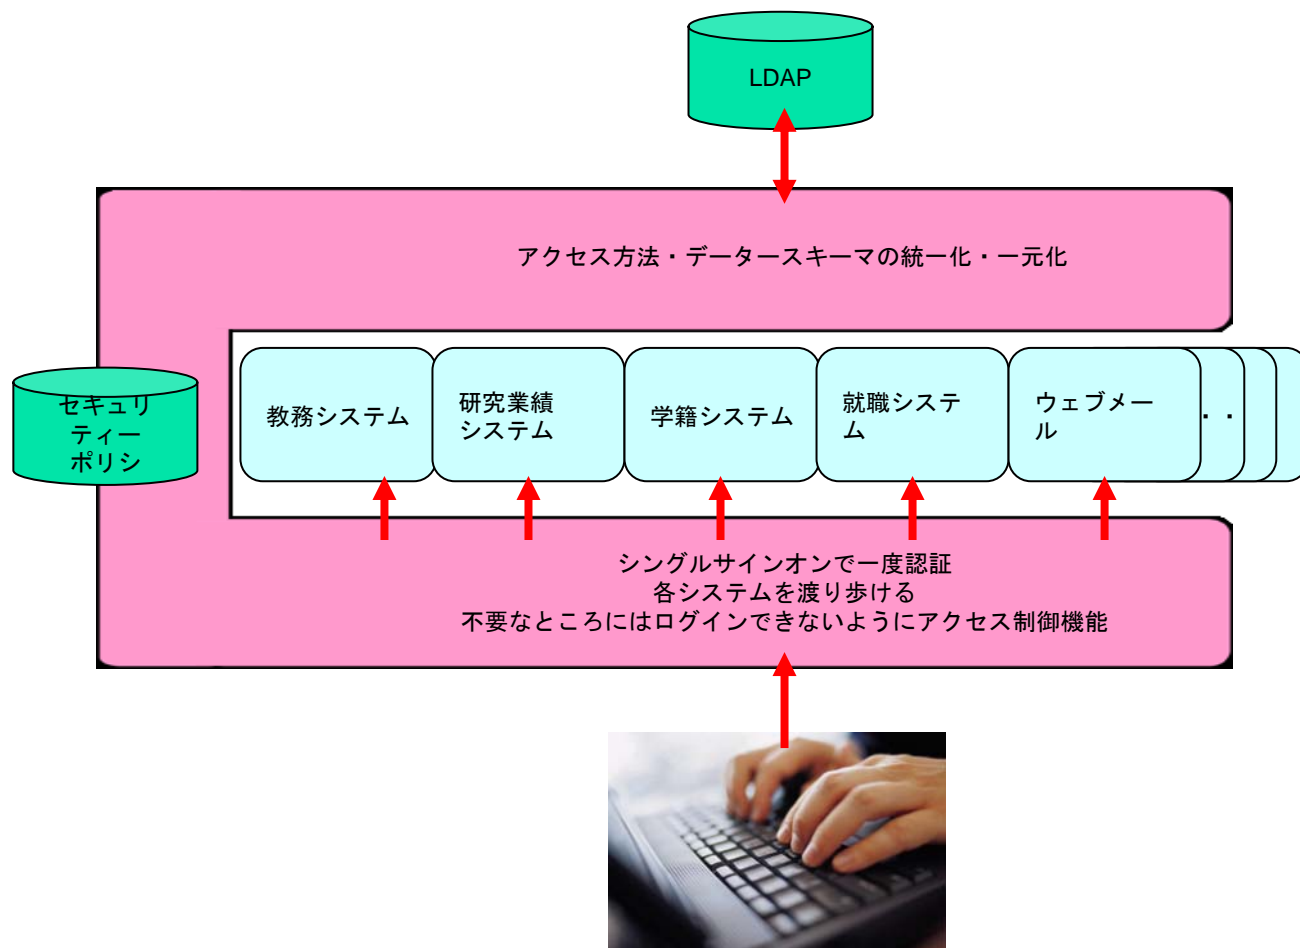 LDAP
アクセス方法・データースキーマの統一化・一元化
セキュリ
ティー
ポリシ
教務システム
研究業績
システム
学籍システム
就職システ
ム
ウェブメー
ル
・・
シングルサインオンで一度認証
各システムを渡り歩ける
不要なところにはログインできないようにアクセス制御機能